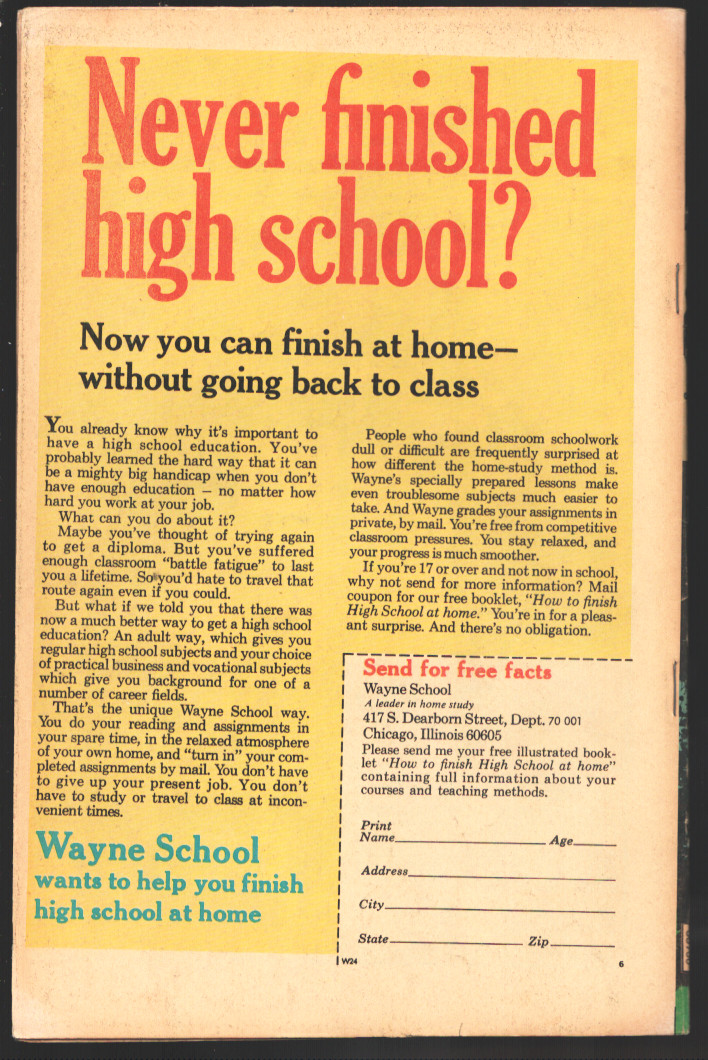 Never finished
high school?
Now you can finish at home—
without going back to class
You already know why it's important to
have a high school education. You've
probably learned the hard way that it can
be a mighty big handicap when you don't
have enough education — no matter how
hard you work at your job.
What can you do about it?
Maybe you've thought of trying again
to get a diploma. But you've suffered
enough classroom "battle fatigue" to last
you a lifetime. So you'd hate to travel that
route again even if you could.
But what if we told you that there was
now a much better way to get a high school
education? An adult way, which gives you
regular high school subjects and your choice
of practical business and vocational subjects
which give you background for one of a
number of career fields.
That's the unique Wayne School way.
You do your reading and assignments in
your spare time, in the relaxed atmosphere
of your own home, and "turn in" your com-
pleted assignments by mail. You don't have
to give up your present job. You don't
have to study or travel to class at incon-
venient times.
Wayne School
wants to help you finish
high school at home
People who found classroom schoolwork
dull or difficult are frequently surprised at
how different the home-study method is.
Wayne's specially prepared lessons make
even troublesome subjects much easier to
take. And Wayne grades your assignments in
private, by mail. You're free from competitive
classroom pressures. You stay relaxed, and
your progress is much smoother.
If you're 17 or over and not now in school,
why not send for more information? Mail
coupon for our free booklet, "How to finish
High School at home." You're in for a pleas-
ant surprise. And there's no obligation.
Send for free facts
Wayne School
A leader in home study
417 S. Dearborn Street, Dept. 70 001
Chicago, Illinois 60605
Please send me your free illustrated book-
let "How to finish High School at home"
containing full information about your
courses and teaching methods.
Print
Name Age
Address
City
State Zip
W24 6